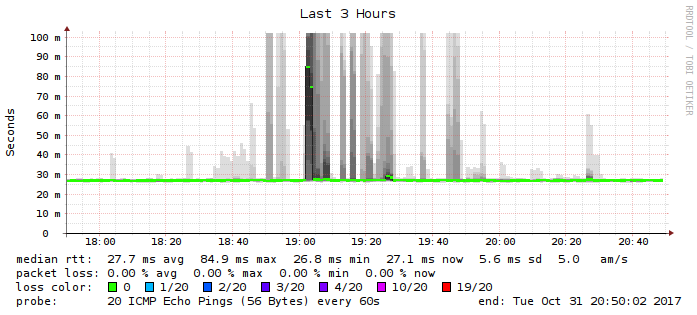 Last 3 Hours
RRDTOOL / TOBI OETIKER
Seconds
100 m
90 m
80 m
70 m
60 m
50 m
40 m
30 m
20 m
10 m
0
18:00 18:20 18:40 19:00 19:20 19:40 20:00 20:20 20:40
median rtt: 27.7 ms avg 84.9 ms max 26.8 ms min 27.1 ms now 5.6 ms sd 5.0 am/s
packet loss: 0.00 % avg 0.00 % max 0.00 % min 0.00 % now
loss color: 0 1/20 2/20 3/20 4/20 10/20 19/20
probe: 20 ICMP Echo Pings (56 Bytes) every 60s end: Tue Oct 31 20:50:02 2017